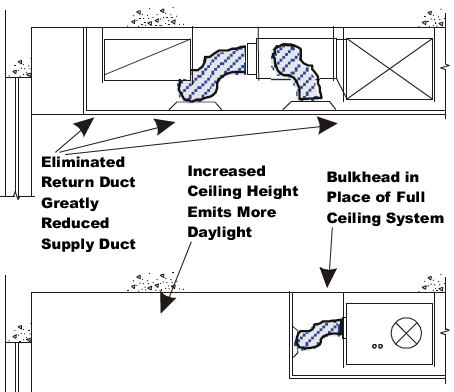 Eliminated
Return Duct
Greatly
Reduced
Supply Duct
Increased
Ceiling Height
Emits More
Daylight
Bulkhead in
Place of Full
Ceiling System